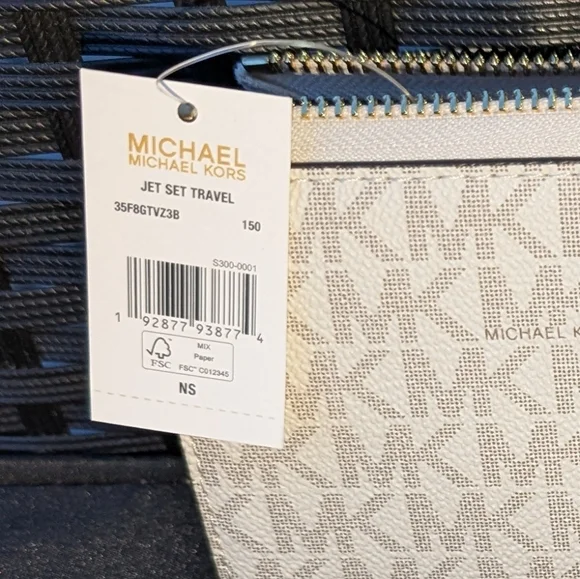 MICHAEL
MICHAEL KORS
JET SET TRAVEL
35F8GTVZ3B
150
S300-0001
1 92877 93877 4
FSC
MIX
Paper
FSC™ C012345
NS
MICHAEL K